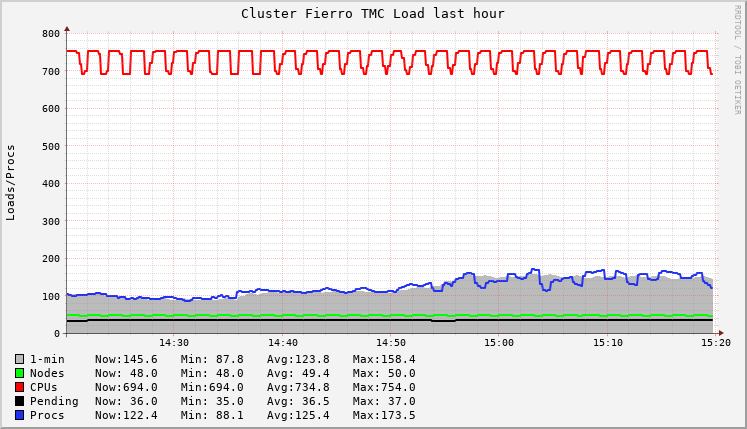 Cluster Fierro TMC Load last hour
RRDTOOL / TOBI OETIKER
Loads/Procs
800
700
600
500
400
300
200
100
0
14:30 14:40 14:50 15:00 15:10 15:20
1-min Now:145.6 Min: 87.8 Avg:123.8 Max:158.4
Nodes Now: 48.0 Min: 48.0 Avg: 49.4 Max: 50.0
CPUs Now:694.0 Min:694.0 Avg:734.8 Max:754.0
Pending Now: 36.0 Min: 35.0 Avg: 36.5 Max: 37.0
Procs Now:122.4 Min: 88.1 Avg:125.4 Max:173.5